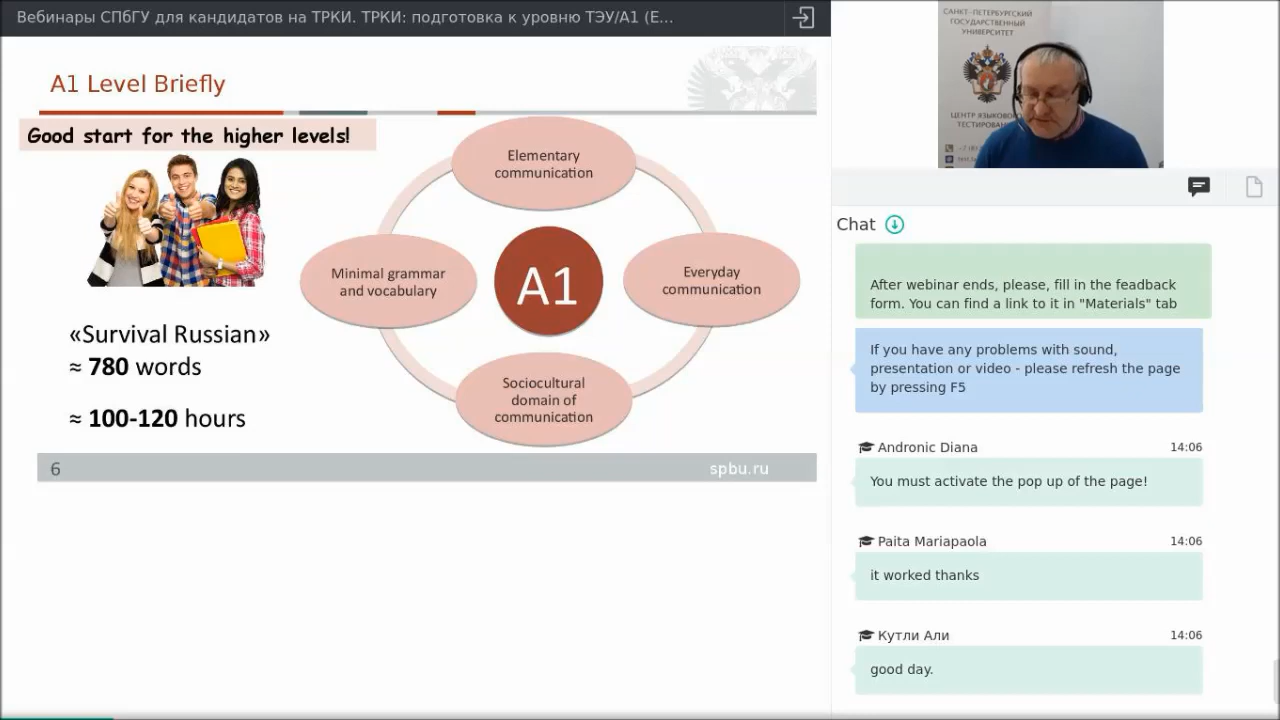 Вебинары СПбГУ для кандидатов на ТРКИ. ТРКИ: подготовка к уровню ТЭУ/А1 (Е...
A1 Level Briefly
Good start for the higher levels!
Elementary
communication
Minimal grammar
and vocabulary
A1
Everyday
communication
Sociocultural
domain of
communication
«Survival Russian»
≈ 780 words
≈ 100-120 hours
6
spbu.ru
САНКТ-ПЕТЕРБУРГСКИЙ
ГОСУДАРСТВЕННЫЙ
УНИВЕРСИТЕТ
ЦЕНТР ЯЗЫКОВОГО
Chat
After webinar ends, please, fill in the feadback
form. You can find a link to it in "Materials" tab
If you have any problems with sound,
presentation or video - please refresh the page
by pressing F5
Andronic Diana 14:06
You must activate the pop up of the page!
Paita Mariapaola 14:06
it worked thanks
Кутли Али 14:06
good day.